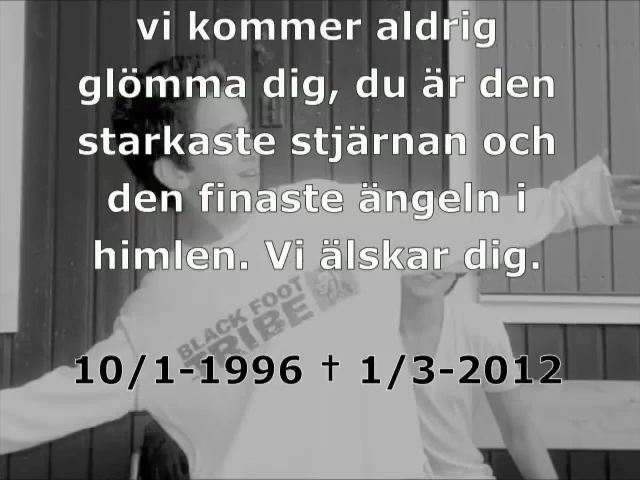 vi kommer aldrig
glömma dig, du är den
starkaste stjärnan och
den finaste ängeln i
himlen. Vi älskar dig.
BLACK FOOT
TRIBE
10/1-1996 † 1/3-2012